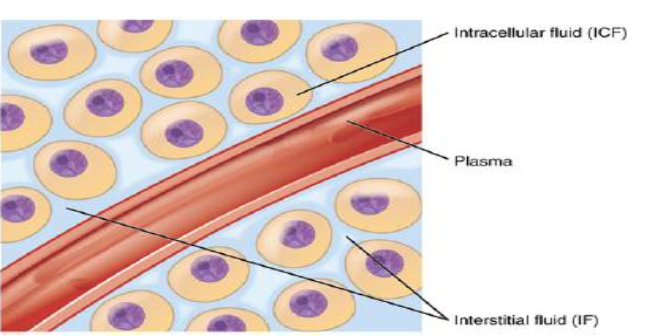 Intracellular fluid (ICF)
Plasma
Interstitial fluid (IF)